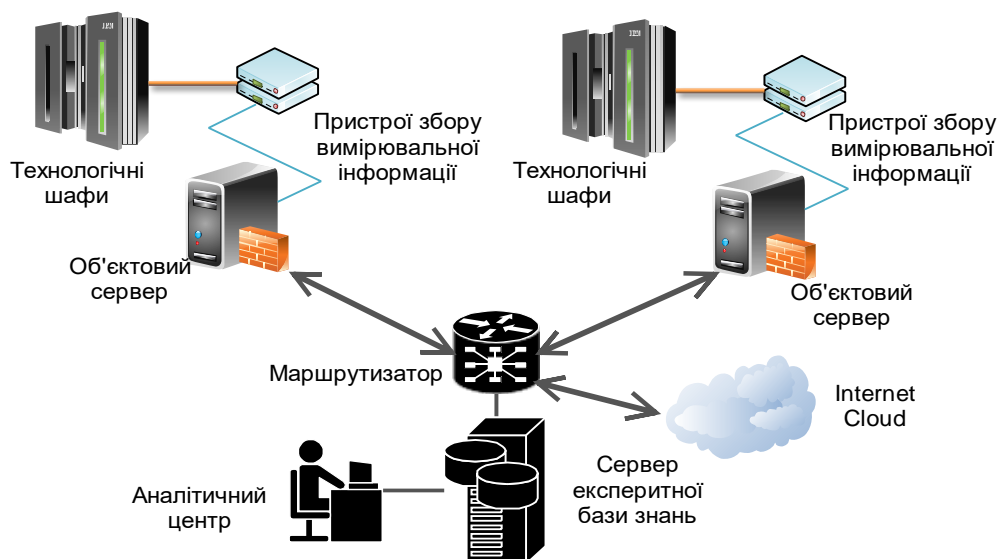 Пристрої збору
вимірювальної
інформації
Технологічні
шафи
Об'єктовий
сервер
Пристрої збору
вимірювальної
інформації
Технологічні
шафи
Об'єктовий
сервер
Маршрутизатор
Internet
Cloud
Сервер
експеритної
бази знань
Аналітичний
центр